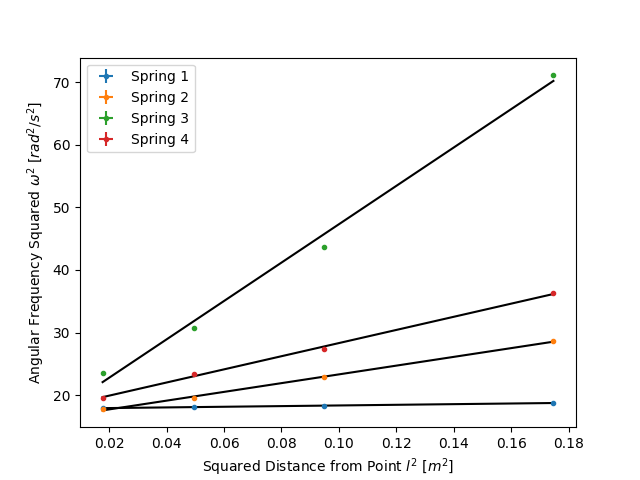 Spring 1
Spring 2
Spring 3
Spring 4
70
60
50
40
30
20
Angular Frequency Squared ω² [rad²/s²]
0.02 0.04 0.06 0.08 0.10 0.12 0.14 0.16 0.18
Squared Distance from Point l² [m²]